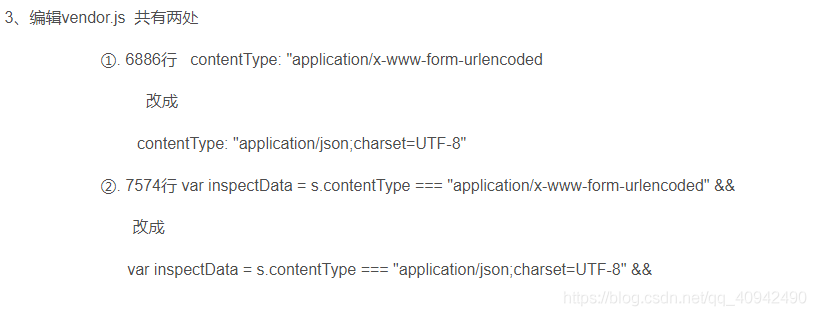 3、编辑vendor.js 共有两处
①. 6886行 contentType: "application/x-www-form-urlencoded
改成
contentType: "application/json;charset=UTF-8"
②. 7574行 var inspectData = s.contentType === "application/x-www-form-urlencoded" &&
改成
var inspectData = s.contentType === "application/json;charset=UTF-8" &&
https://blog.csdn.net/qq_40942490